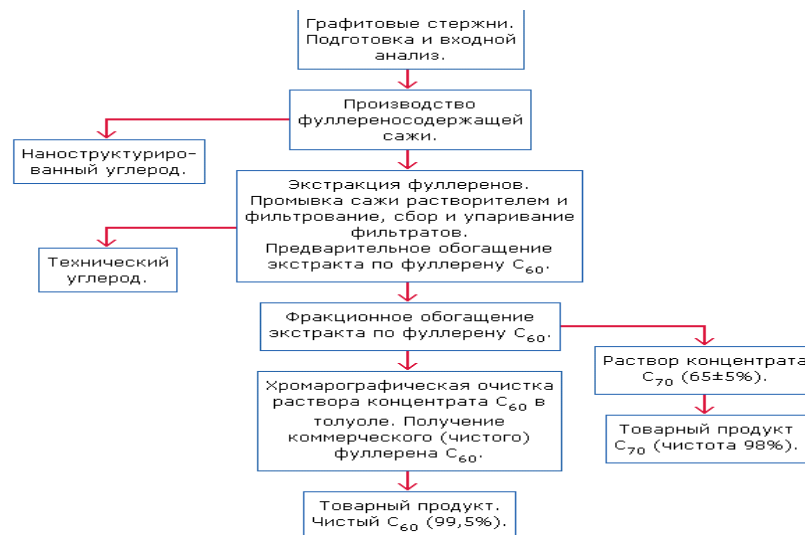 Графитовые стержни.
Подготовка и входной
анализ.
Производство
фуллереносодержащей
сажи.
Наноструктуриро-
ванный углерод.
Экстракция фуллеренов.
Промывка сажи растворителем и
фильтрование, сбор и упаривание
фильтратов.
Предварительное обогащение
экстракта по фуллерену C₆₀.
Технический
углерод.
Фракционное обогащение
экстракта по фуллерену C₆₀.
Раствор концентрата
C₇₀ (65±5%).
Хромарографическая очистка
раствора концентрата C₆₀ в
толуоле. Получение
коммерческого (чистого)
фуллерена C₆₀.
Товарный продукт
C₇₀ (чистота 98%).
Товарный продукт.
Чистый C₆₀ (99,5%).